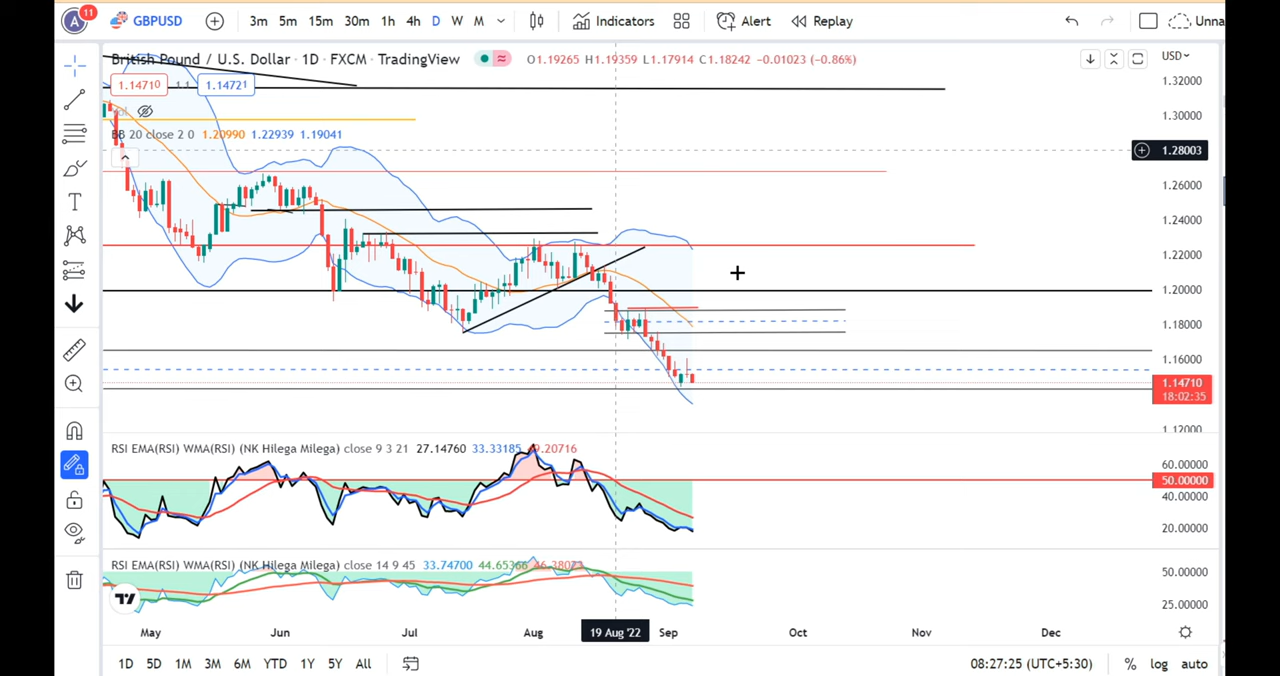 A 11 GBPUSD 3m 5m 15m 30m 1h 4h D W M Indicators Alert Replay Unna
British Pound / U.S. Dollar · 1D · FXCM · TradingView O1.19265 H1.19359 L1.17914 C1.18242 −0.01023 (−0.86%) USD
1.32000
1.14710 1.1 1.14721
1.30000
BB 20 close 2 0 1.20990 1.22939 1.19041
1.28003
1.26000
1.24000
1.22000
1.20000
1.18000
1.16000
1.14710
18:02:35
1.12000
RSI EMA(RSI) WMA(RSI) (NK Hilega Milega) close 9 3 21 27.14760 33.33185
60.00000
50.00000
40.00000
20.00000
RSI EMA(RSI) WMA(RSI) (NK Hilega Milega) close 14 9 45 33.74700 44.65366 46.38073
50.00000
25.00000
May Jun Jul Aug 19 Aug '22 Sep Oct Nov Dec
1D 5D 1M 3M 6M YTD 1Y 5Y All 08:27:25 (UTC+5:30) % log auto